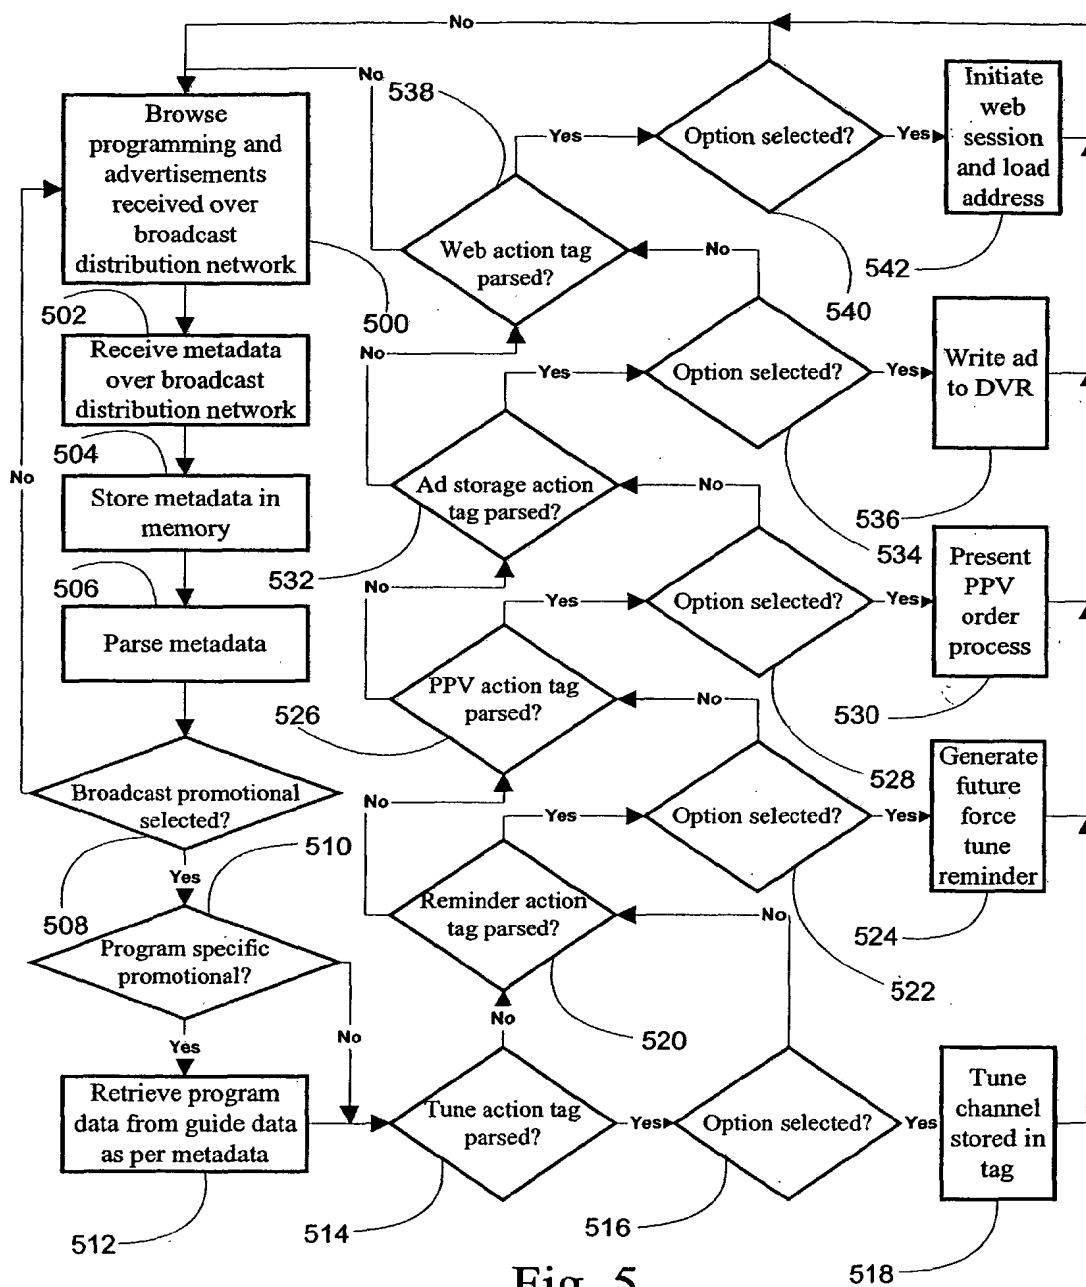 No
No
538
Browse
programming and
advertisements
received over
broadcast
distribution network
Yes
Option selected?
Yes
Initiate
web
session
and load
address
Web action tag
parsed?
No
542
540
502
500
Receive metadata
over broadcast
distribution network
No
Yes
Option selected?
Yes
Write ad
to DVR
504
No
Store metadata in
memory
Ad storage action
tag parsed?
No
536
534
532
506
Parse metadata
No
Yes
Option selected?
Yes
Present
PPV
order
process
PPV action tag
parsed?
No
526
530
528
Broadcast promotional
selected?
No
Yes
Option selected?
Yes
Generate
future
force
tune
reminder
510
Yes
508
Reminder action
tag parsed?
No
524
522
Program specific
promotional?
No
Yes
No
520
Retrieve program
data from guide data
as per metadata
Tune action tag
parsed?
Yes
Option selected?
Yes
Tune
channel
stored in
tag
512
514
516
518
Fig. 5